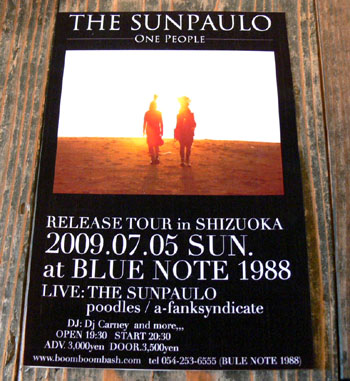 THE SUNPAULO
ONE PEOPLE
RELEASE TOUR in SHIZUOKA
2009.07.05 SUN.
at BLUE NOTE 1988
LIVE: THE SUNPAULO
poodles / a-fanksyndicate
DJ: Dj Carney and more,,,
OPEN 19:30 START 20:30
ADV. 3,000yen DOOR.3,500yen
www.boomboombash.com tel 054-253-6555 (BULE NOTE 1988)